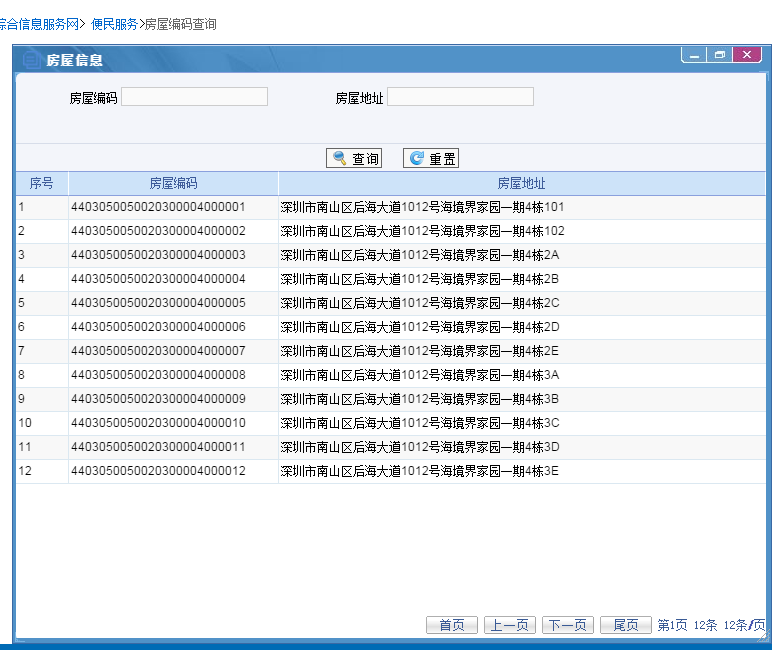 综合信息服务网> 便民服务>房屋编码查询
房屋信息
房屋编码 房屋地址
查询 重置
序号 房屋编码 房屋地址
1 4403050050020300004000001 深圳市南山区后海大道1012号海境界家园一期4栋101
2 4403050050020300004000002 深圳市南山区后海大道1012号海境界家园一期4栋102
3 4403050050020300004000003 深圳市南山区后海大道1012号海境界家园一期4栋2A
4 4403050050020300004000004 深圳市南山区后海大道1012号海境界家园一期4栋2B
5 4403050050020300004000005 深圳市南山区后海大道1012号海境界家园一期4栋2C
6 4403050050020300004000006 深圳市南山区后海大道1012号海境界家园一期4栋2D
7 4403050050020300004000007 深圳市南山区后海大道1012号海境界家园一期4栋2E
8 4403050050020300004000008 深圳市南山区后海大道1012号海境界家园一期4栋3A
9 4403050050020300004000009 深圳市南山区后海大道1012号海境界家园一期4栋3B
10 4403050050020300004000010 深圳市南山区后海大道1012号海境界家园一期4栋3C
11 4403050050020300004000011 深圳市南山区后海大道1012号海境界家园一期4栋3D
12 4403050050020300004000012 深圳市南山区后海大道1012号海境界家园一期4栋3E
首页 上一页 下一页 尾页 第1页 12条 12条/页